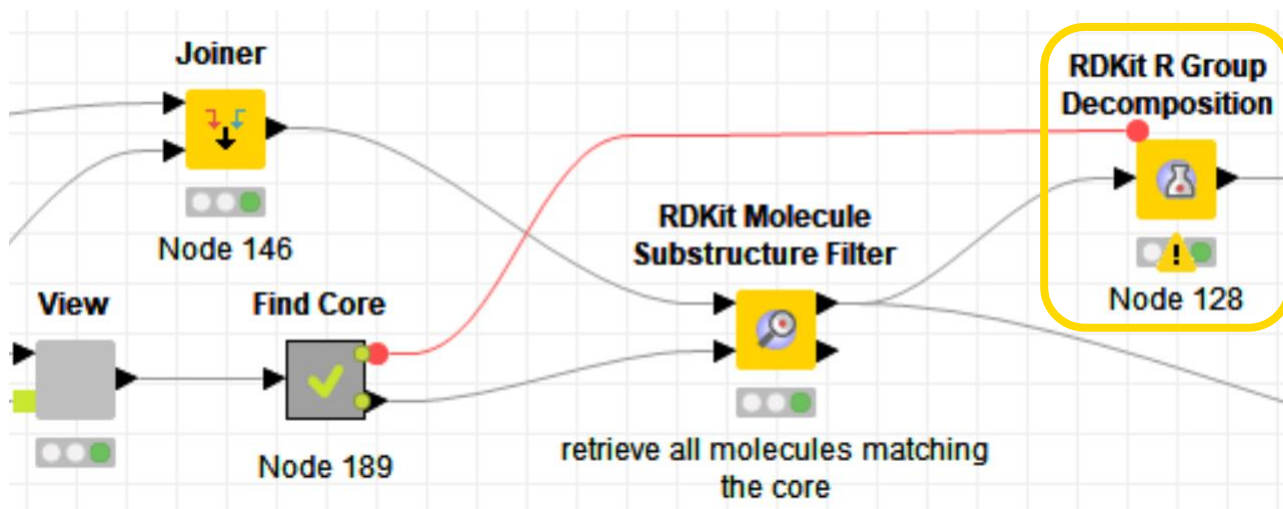 Joiner
Node 146
RDKit R Group
Decomposition
Node 128
RDKit Molecule
Substructure Filter
retrieve all molecules matching
the core
View
Find Core
Node 189